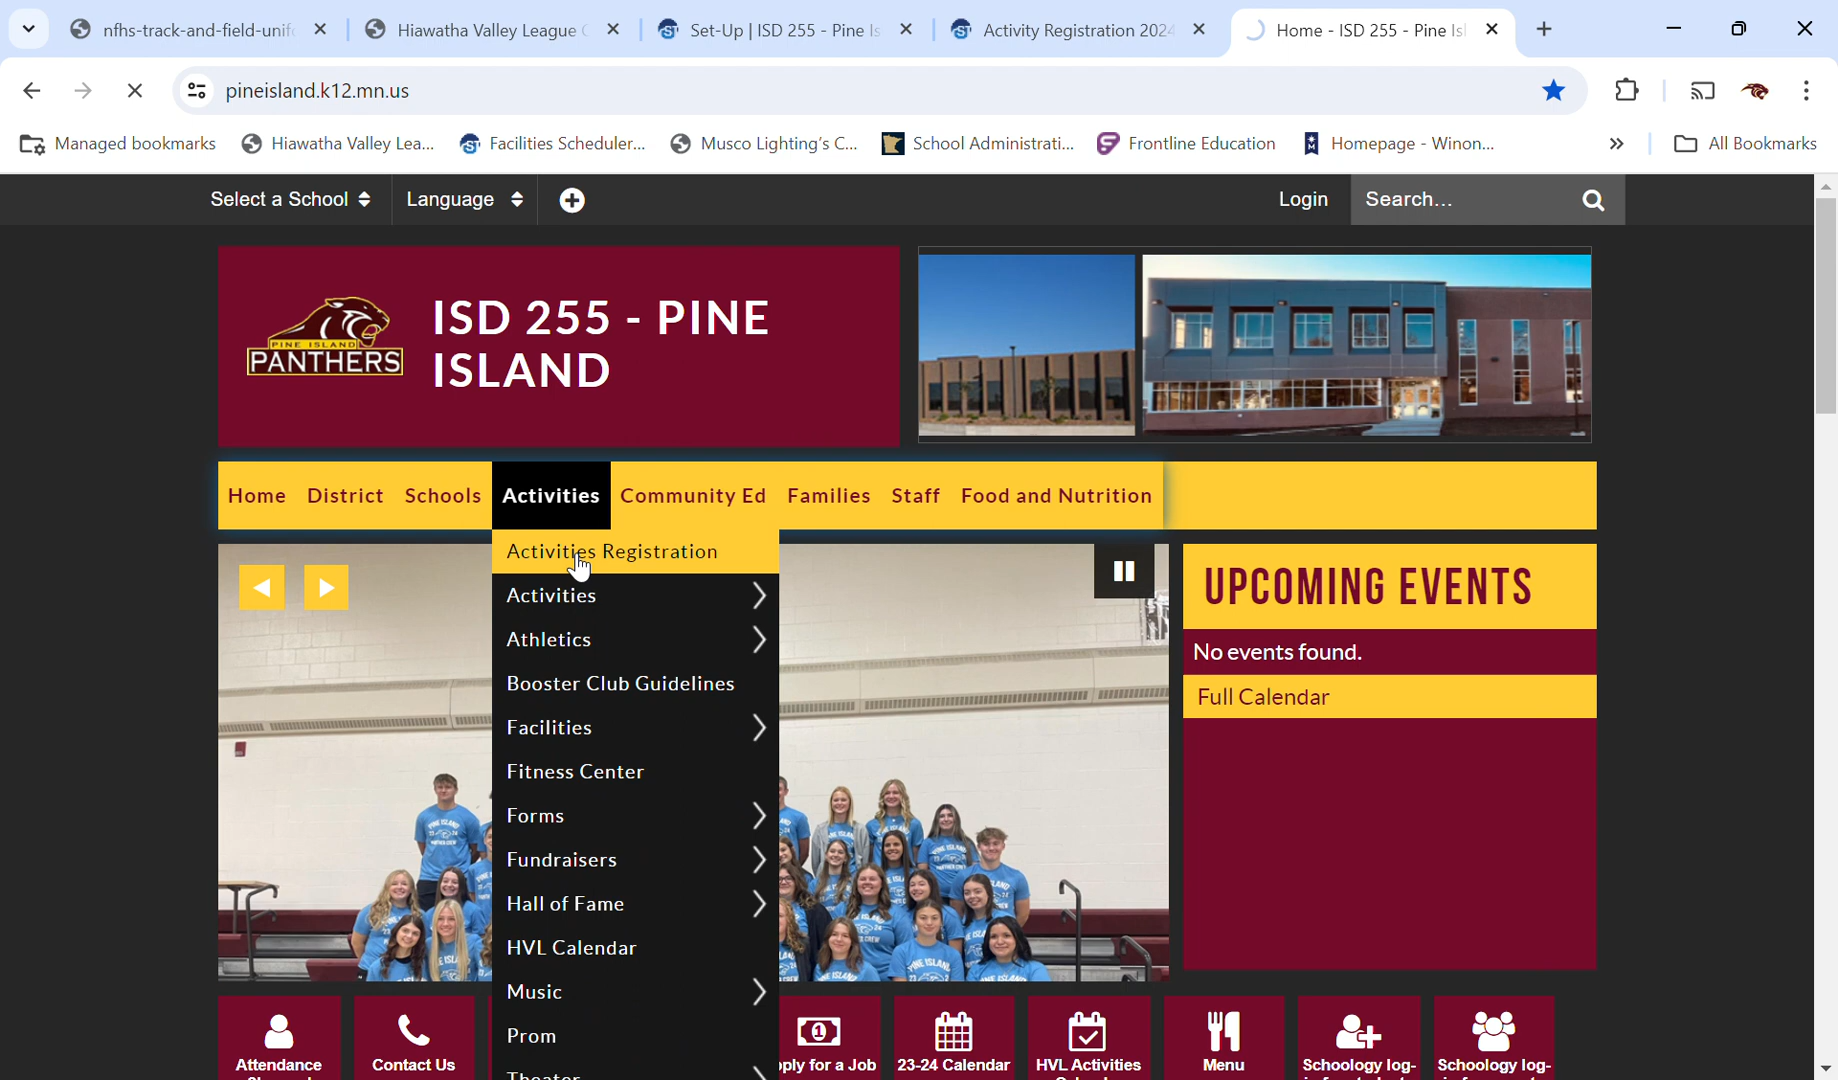 nfhs-track-and-field-unif
Hiawatha Valley League
Set-Up | ISD 255 - Pine Is
Activity Registration 2024
Home - ISD 255 - Pine Isl
pineisland.k12.mn.us
Managed bookmarks
Hiawatha Valley Lea...
Facilities Scheduler...
Musco Lighting's C...
School Administrati...
Frontline Education
Homepage - Winon...
All Bookmarks
Select a School
Language
Login
Search...
PINE ISLAND
PANTHERS
ISD 255 - PINE
ISLAND
Home District Schools Activities Community Ed Families Staff Food and Nutrition
Activities Registration
Activities
Athletics
Booster Club Guidelines
Facilities
Fitness Center
Forms
Fundraisers
Hall of Fame
HVL Calendar
Music
Prom
Theater
UPCOMING EVENTS
No events found.
Full Calendar
Attendance
Contact Us
ply for a Job
23-24 Calendar
HVL Activities
Menu
Schoology log-
Schoology log-